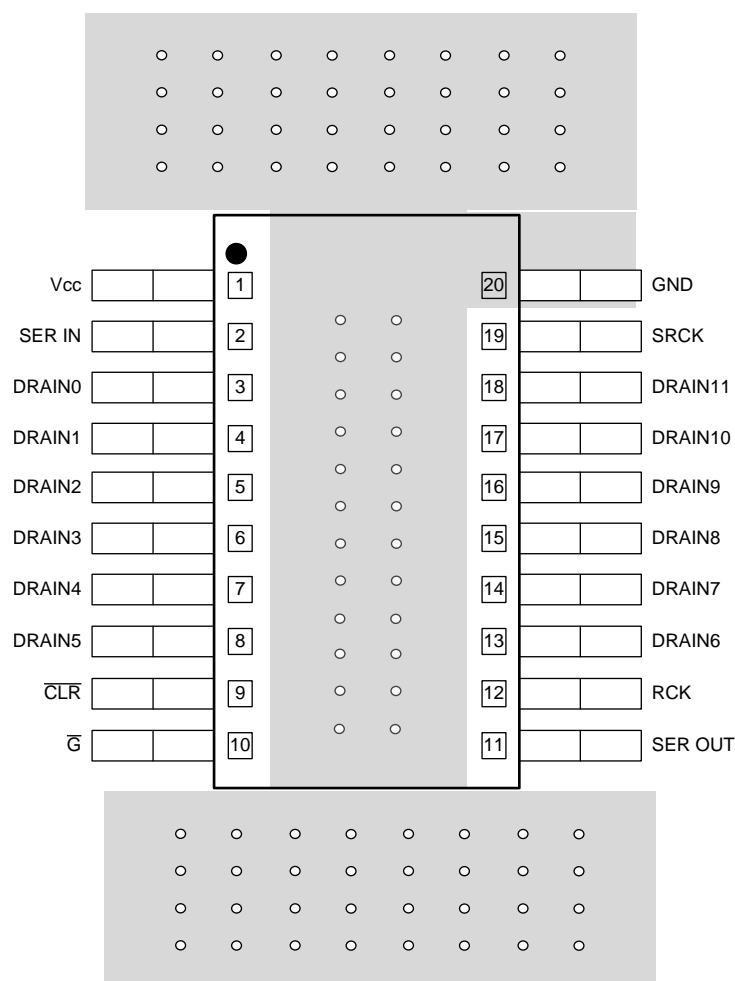 Vcc 1 20 GND
SER IN 2 19 SRCK
DRAIN0 3 18 DRAIN11
DRAIN1 4 17 DRAIN10
DRAIN2 5 16 DRAIN9
DRAIN3 6 15 DRAIN8
DRAIN4 7 14 DRAIN7
DRAIN5 8 13 DRAIN6
C̅L̅R̅ 9 12 RCK
G̅ 10 11 SER OUT